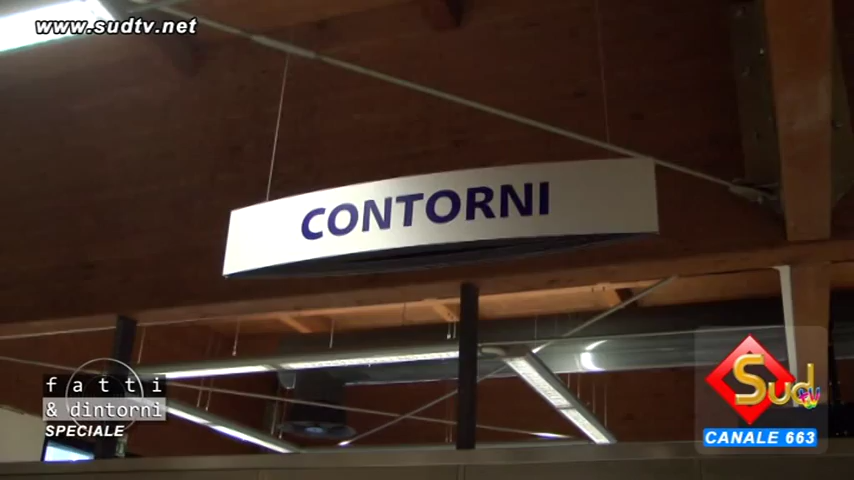 www.sudtv.net
CONTORNI
fatti
& dintorni
SPECIALE
Sud tv
CANALE 663